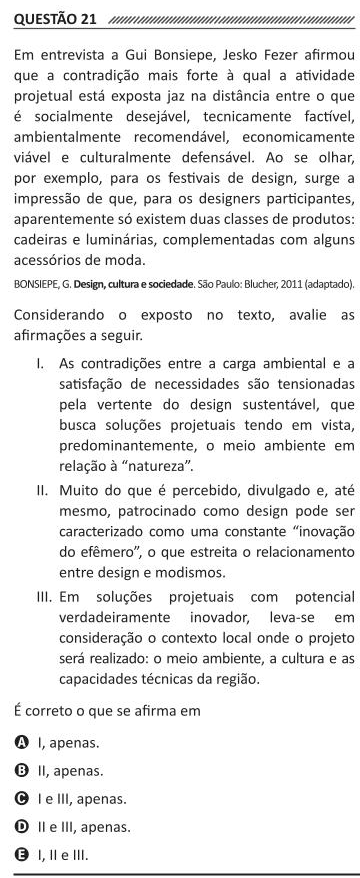 QUESTÃO 21
Em entrevista a Gui Bonsiepe, Jesko Fezer afirmou
que a contradição mais forte à qual a atividade
projetual está exposta jaz na distância entre o que
é socialmente desejável, tecnicamente factível,
ambientalmente recomendável, economicamente
viável e culturalmente defensável. Ao se olhar,
por exemplo, para os festivais de design, surge a
impressão de que, para os designers participantes,
aparentemente só existem duas classes de produtos:
cadeiras e luminárias, complementadas com alguns
acessórios de moda.
BONSIEPE, G. Design, cultura e sociedade. São Paulo: Blucher, 2011 (adaptado).
Considerando o exposto no texto, avalie as
afirmações a seguir.
I. As contradições entre a carga ambiental e a
satisfação de necessidades são tensionadas
pela vertente do design sustentável, que
busca soluções projetuais tendo em vista,
predominantemente, o meio ambiente em
relação à “natureza”.
II. Muito do que é percebido, divulgado e, até
mesmo, patrocinado como design pode ser
caracterizado como uma constante “inovação
do efêmero”, o que estreita o relacionamento
entre design e modismos.
III. Em soluções projetuais com potencial
verdadeiramente inovador, leva-se em
consideração o contexto local onde o projeto
será realizado: o meio ambiente, a cultura e as
capacidades técnicas da região.
É correto o que se afirma em
A I, apenas.
B II, apenas.
C I e III, apenas.
D II e III, apenas.
E I, II e III.